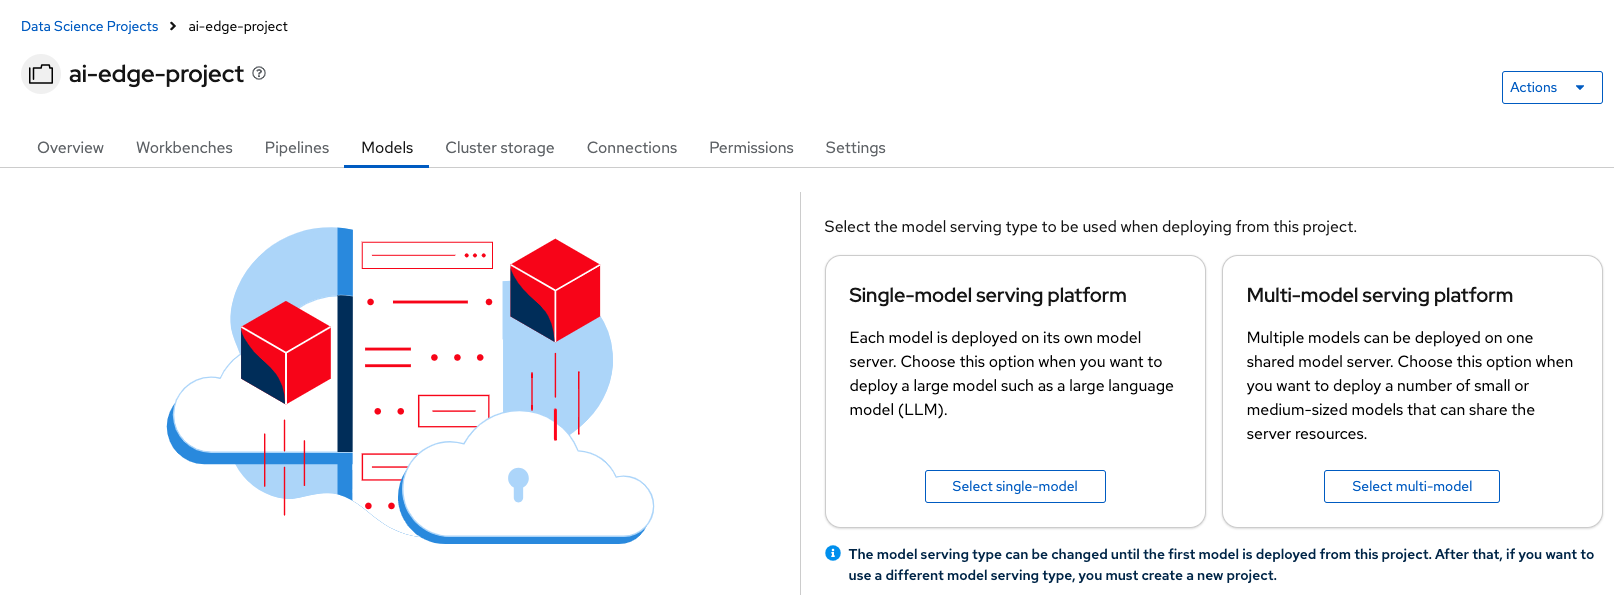 Data Science Projects > ai-edge-project
ai-edge-project
Actions
Overview Workbenches Pipelines Models Cluster storage Connections Permissions Settings
Select the model serving type to be used when deploying from this project.
Single-model serving platform
Each model is deployed on its own model
server. Choose this option when you want to
deploy a large model such as a large language
model (LLM).
Select single-model
Multi-model serving platform
Multiple models can be deployed on one
shared model server. Choose this option when
you want to deploy a number of small or
medium-sized models that can share the
server resources.
Select multi-model
The model serving type can be changed until the first model is deployed from this project. After that, if you want to
use a different model serving type, you must create a new project.